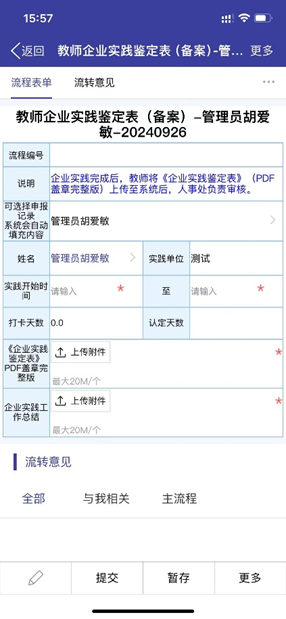 15:57
返回 教师企业实践鉴定表（备案）-管... 更多
流程表单 流转意见 ...
教师企业实践鉴定表（备案）-管理员胡爱
敏-20240926
流程编号
说明 企业实践完成后，教师将《企业实践鉴定表》（PDF
盖章完整版）上传至系统后，人事处负责审核。
可选择申报
记录
系统会自动
填充内容
管理员胡爱敏
姓名 管理员胡爱敏 实践单位 测试
实践开始时
间
请输入 * 至 请输入 *
打卡天数 0.0 认定天数
《企业实践
鉴定表》
PDF盖章完
整版
上传附件 *
最大20M/个
企业实践工
作总结
上传附件 *
最大20M/个
流转意见
全部 与我相关 主流程
提交 暂存 更多